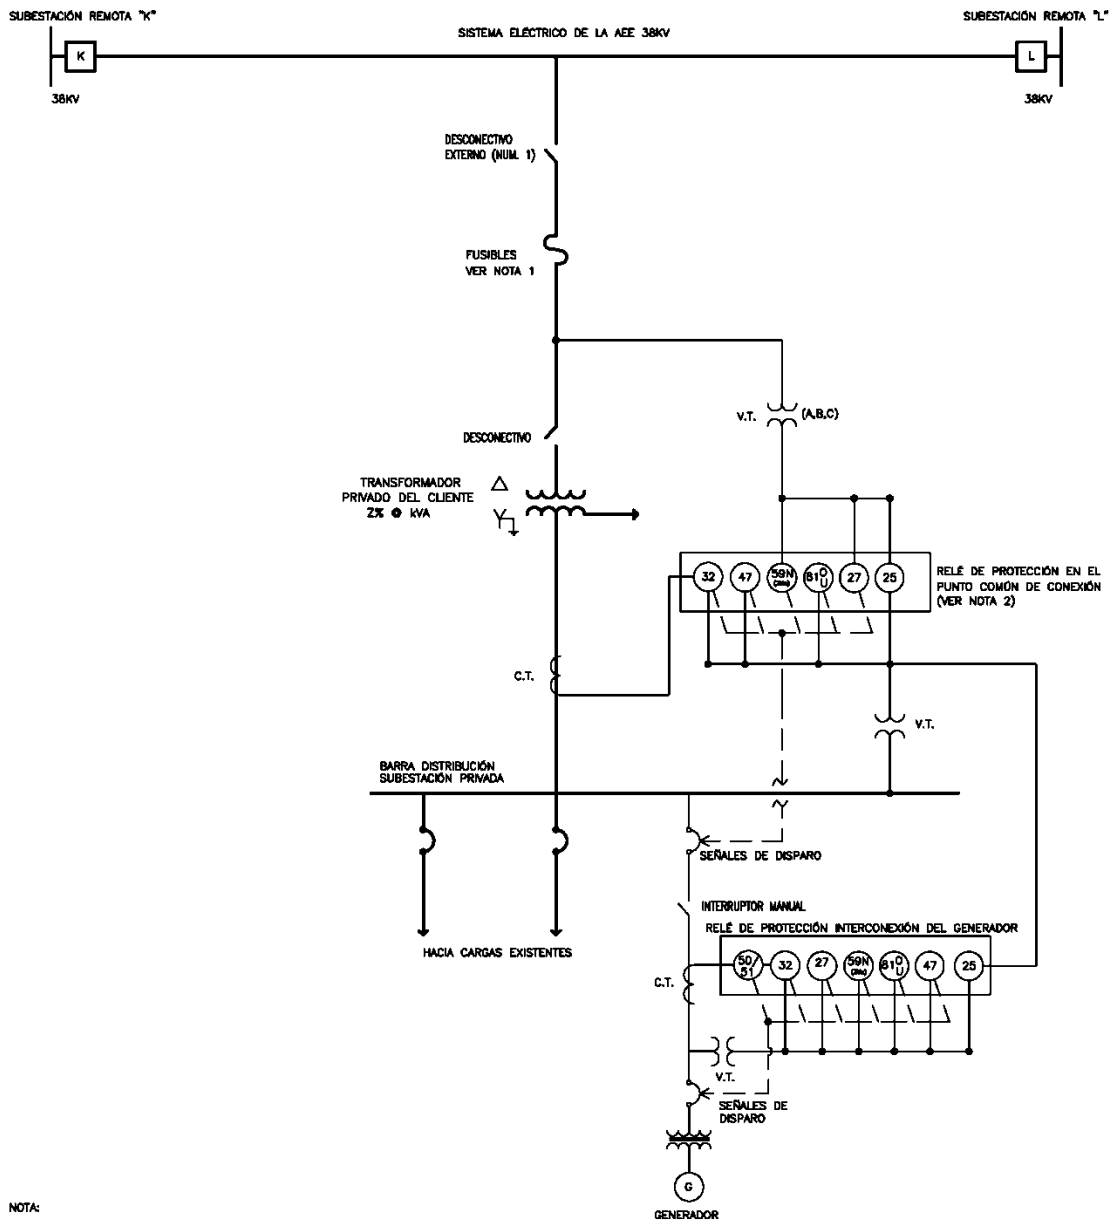 SUBESTACIÓN REMOTA "K"
SUBESTACIÓN REMOTA "L"
SISTEMA ELÉCTRICO DE LA AEE 38KV
K
L
38KV
38KV
DESCONECTIVO
EXTERNO (NUM. 1)
FUSIBLES
VER NOTA 1
V.T.
(A,B,C)
DESCONECTIVO
TRANSFORMADOR
PRIVADO DEL CLIENTE
Z% @ kVA
32
47
59N
81O
U
27
25
RELÉ DE PROTECCIÓN EN EL
PUNTO COMÚN DE CONEXIÓN
(VER NOTA 2)
C.T.
V.T.
BARRA DISTRIBUCIÓN
SUBESTACIÓN PRIVADA
SEÑALES DE DISPARO
INTERRUPTOR MANUAL
RELÉ DE PROTECCIÓN INTERCONEXIÓN DEL GENERADOR
HACIA CARGAS EXISTENTES
50/
51
32
27
59N
81O
U
47
25
C.T.
V.T.
SEÑALES DE
DISPARO
G
GENERADOR
NOTA: